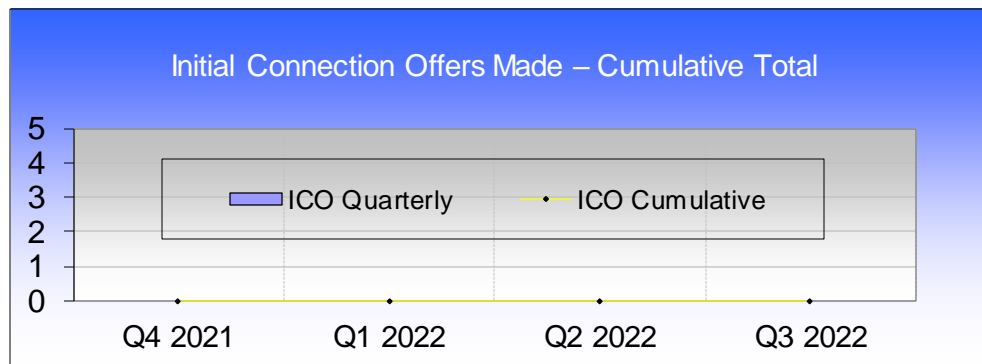 Initial Connection Offers Made – Cumulative Total
5
4
ICO Quarterly ICO Cumulative
3
2
1
0
Q4 2021 Q1 2022 Q2 2022 Q3 2022